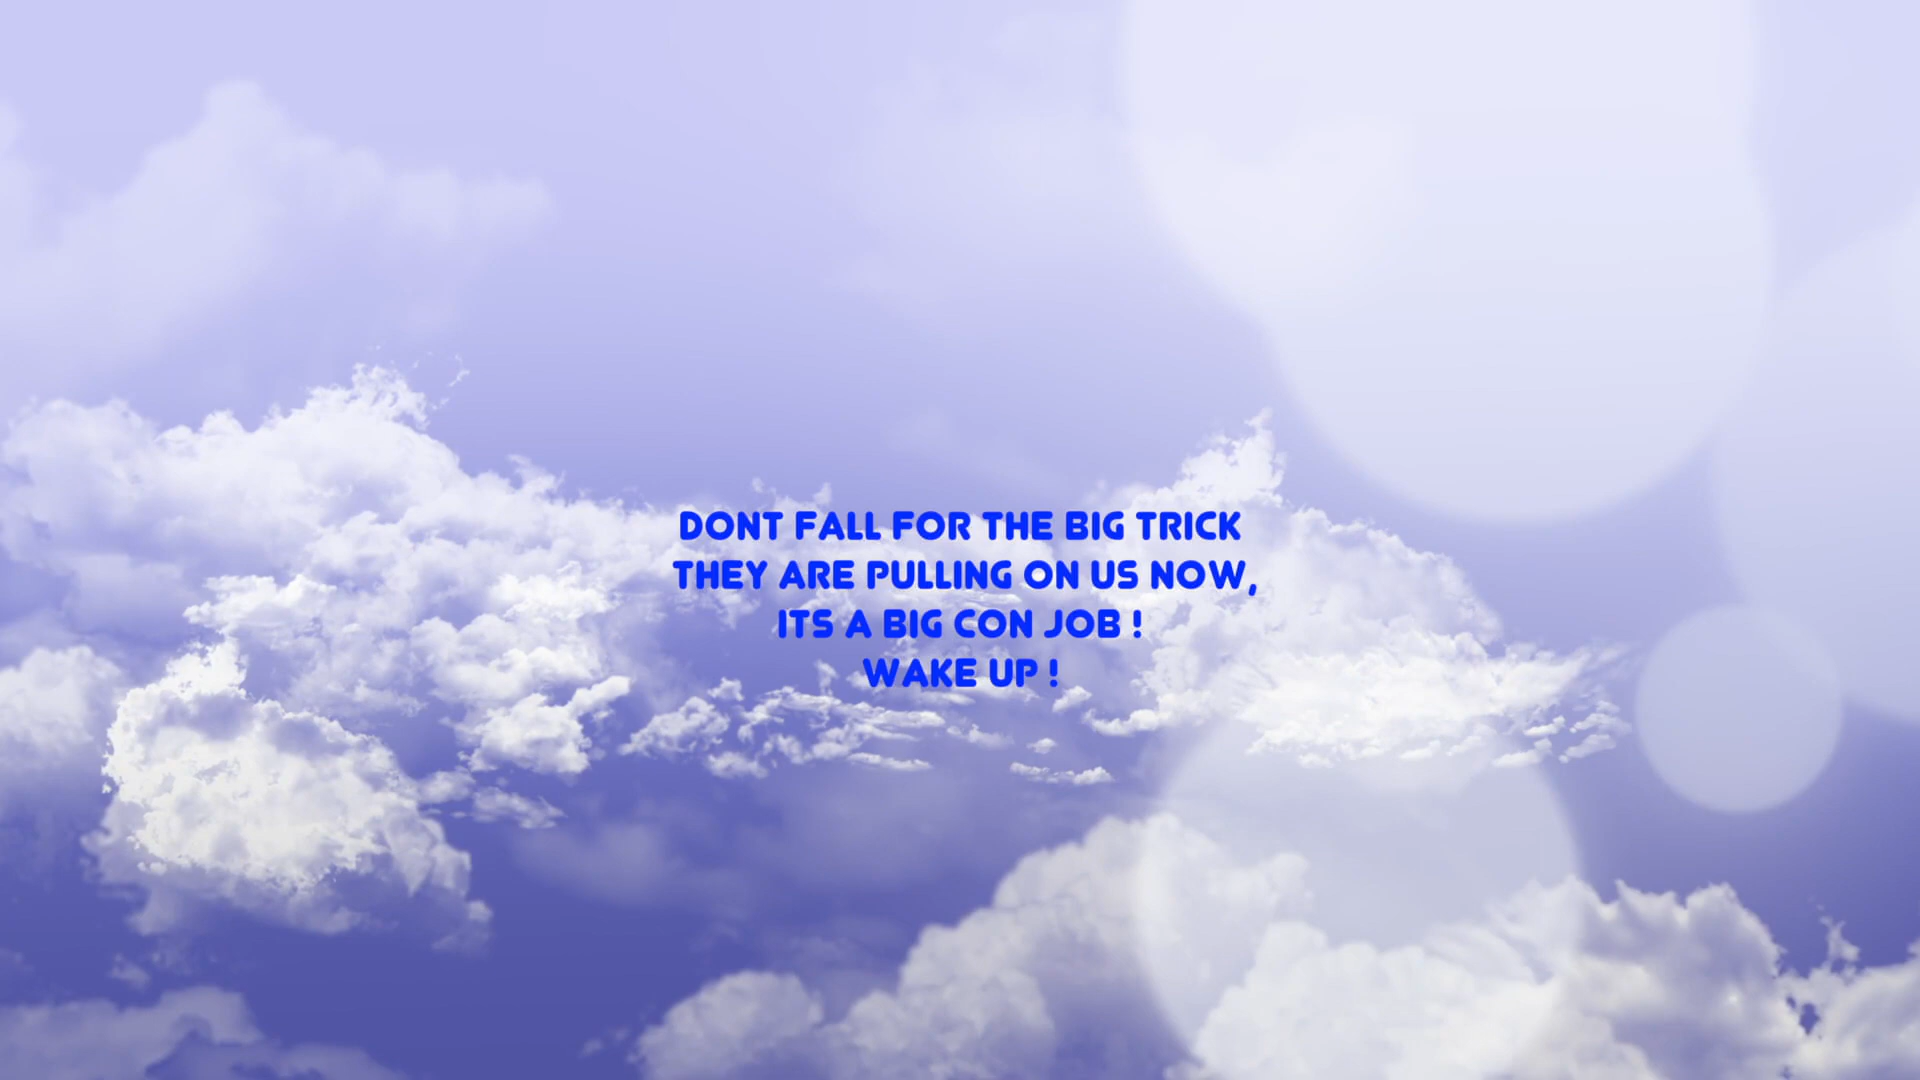 DONT FALL FOR THE BIG TRICK
THEY ARE PULLING ON US NOW,
ITS A BIG CON JOB !
WAKE UP !